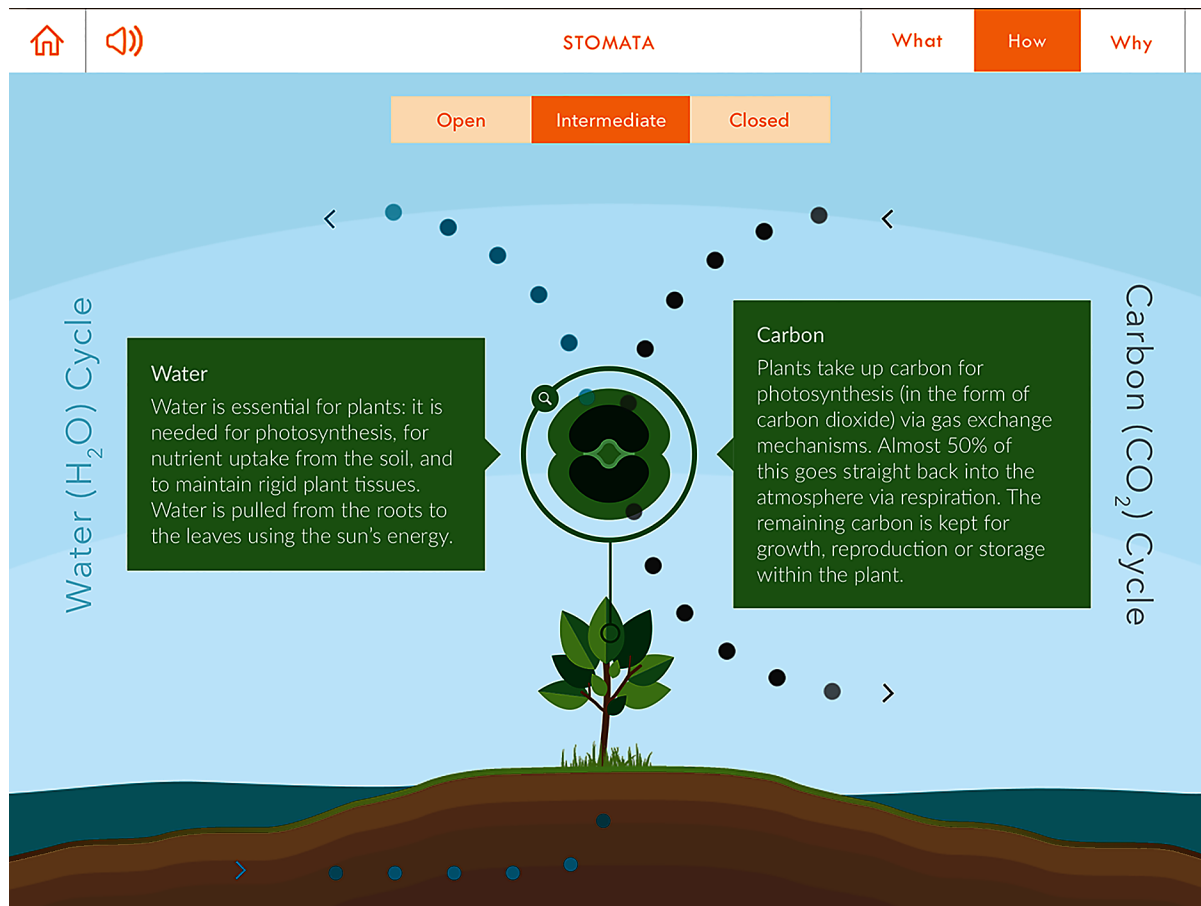 STOMATA
What
How
Why
Open
Intermediate
Closed
Water (H₂O) Cycle
Water
Water is essential for plants: it is
needed for photosynthesis, for
nutrient uptake from the soil, and
to maintain rigid plant tissues.
Water is pulled from the roots to
the leaves using the sun's energy.
Carbon
Plants take up carbon for
photosynthesis (in the form of
carbon dioxide) via gas exchange
mechanisms. Almost 50% of
this goes straight back into the
atmosphere via respiration. The
remaining carbon is kept for
growth, reproduction or storage
within the plant.
Carbon (CO₂) Cycle